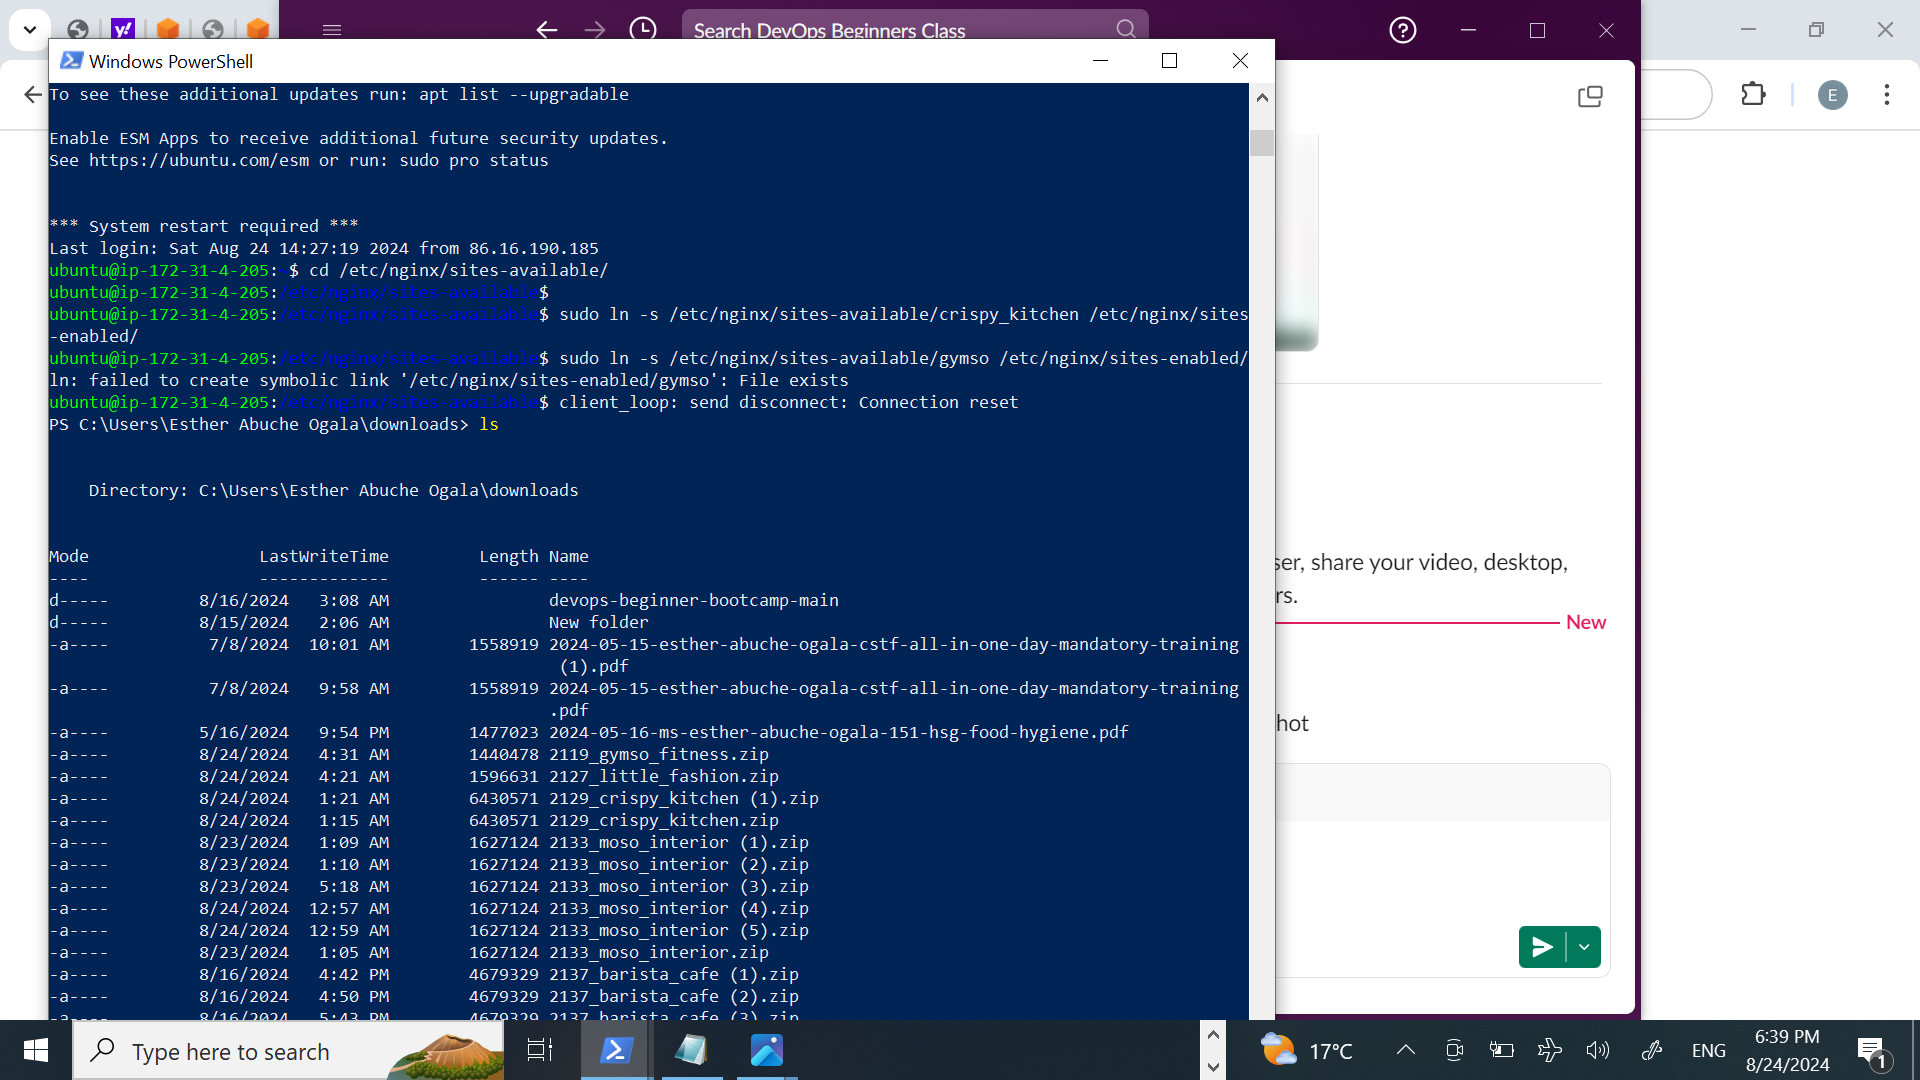 Search DevOps Beginners Class
Windows PowerShell
To see these additional updates run: apt list --upgradable
Enable ESM Apps to receive additional future security updates.
See https://ubuntu.com/esm or run: sudo pro status
*** System restart required ***
Last login: Sat Aug 24 14:27:19 2024 from 86.16.190.185
ubuntu@ip-172-31-4-205:~$ cd /etc/nginx/sites-available/
ubuntu@ip-172-31-4-205:/etc/nginx/sites-available$
ubuntu@ip-172-31-4-205:/etc/nginx/sites-available$ sudo ln -s /etc/nginx/sites-available/crispy_kitchen /etc/nginx/sites
-enabled/
ubuntu@ip-172-31-4-205:/etc/nginx/sites-available$ sudo ln -s /etc/nginx/sites-available/gymso /etc/nginx/sites-enabled/
ln: failed to create symbolic link '/etc/nginx/sites-enabled/gymso': File exists
ubuntu@ip-172-31-4-205:/etc/nginx/sites-available$ client_loop: send disconnect: Connection reset
PS C:\Users\Esther Abuche Ogala\downloads> ls
Directory: C:\Users\Esther Abuche Ogala\downloads
Mode LastWriteTime Length Name
---- ------------- ------ ----
d----- 8/16/2024 3:08 AM devops-beginner-bootcamp-main
d----- 8/15/2024 2:06 AM New folder
-a---- 7/8/2024 10:01 AM 1558919 2024-05-15-esther-abuche-ogala-cstf-all-in-one-day-mandatory-training
(1).pdf
-a---- 7/8/2024 9:58 AM 1558919 2024-05-15-esther-abuche-ogala-cstf-all-in-one-day-mandatory-training
.pdf
-a---- 5/16/2024 9:54 PM 1477023 2024-05-16-ms-esther-abuche-ogala-151-hsg-food-hygiene.pdf
-a---- 8/24/2024 4:31 AM 1440478 2119_gymso_fitness.zip
-a---- 8/24/2024 4:21 AM 1596631 2127_little_fashion.zip
-a---- 8/24/2024 1:21 AM 6430571 2129_crispy_kitchen (1).zip
-a---- 8/24/2024 1:15 AM 6430571 2129_crispy_kitchen.zip
-a---- 8/23/2024 1:09 AM 1627124 2133_moso_interior (1).zip
-a---- 8/23/2024 1:10 AM 1627124 2133_moso_interior (2).zip
-a---- 8/23/2024 5:18 AM 1627124 2133_moso_interior (3).zip
-a---- 8/24/2024 12:57 AM 1627124 2133_moso_interior (4).zip
-a---- 8/24/2024 12:59 AM 1627124 2133_moso_interior (5).zip
-a---- 8/23/2024 1:05 AM 1627124 2133_moso_interior.zip
-a---- 8/16/2024 4:42 PM 4679329 2137_barista_cafe (1).zip
-a---- 8/16/2024 4:50 PM 4679329 2137_barista_cafe (2).zip
-a---- 8/16/2024 5:43 PM 4679329 2137_barista_cafe (3).zip
E
ser, share your video, desktop,
rs.
New
hot
Type here to search
17°C
ENG
6:39 PM
8/24/2024
1